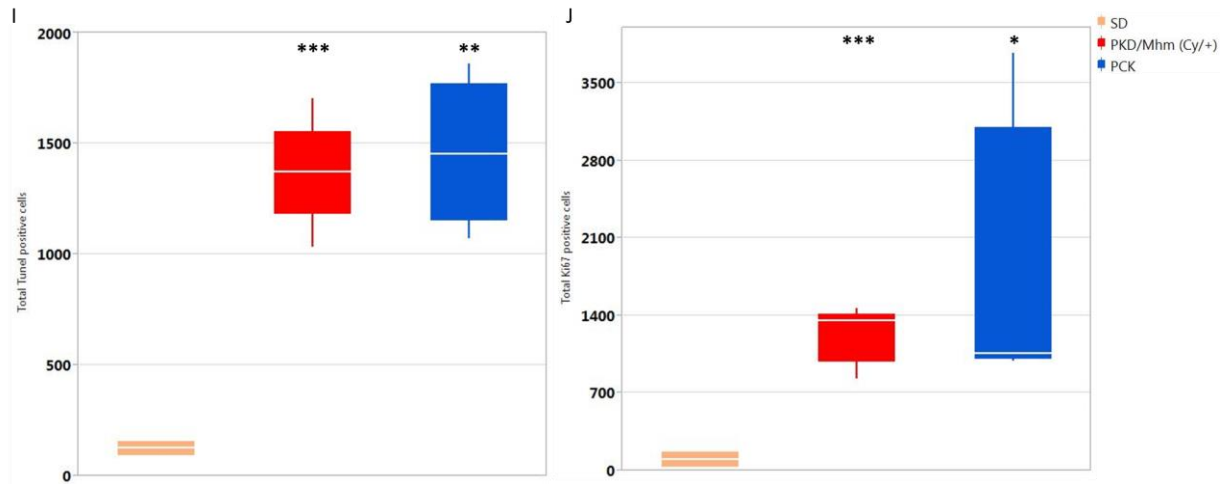 I
2000
1500
1000
500
0
Total Tunel positive cells
***
**
J
3500
2800
2100
1400
700
0
Total Ki67 positive cells
***
*
SD
PKD/Mhm (Cy/+)
PCK